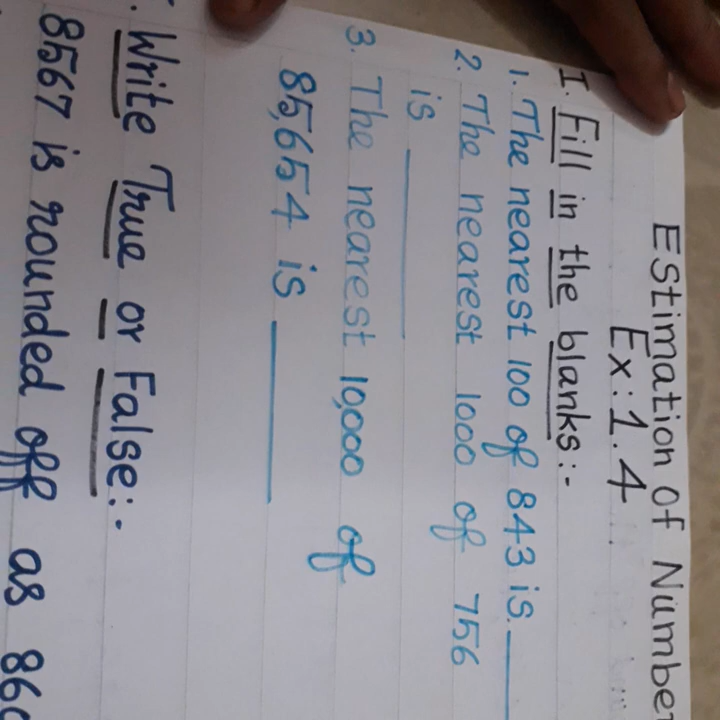 Estimation of Number
Ex:1.4
I. Fill in the blanks:-
1. The nearest 100 of 843 is
2. The nearest 1000 of 756
is
3. The nearest 10,000 of
85,654 is
Write True or False:-
8567 is rounded off as 860